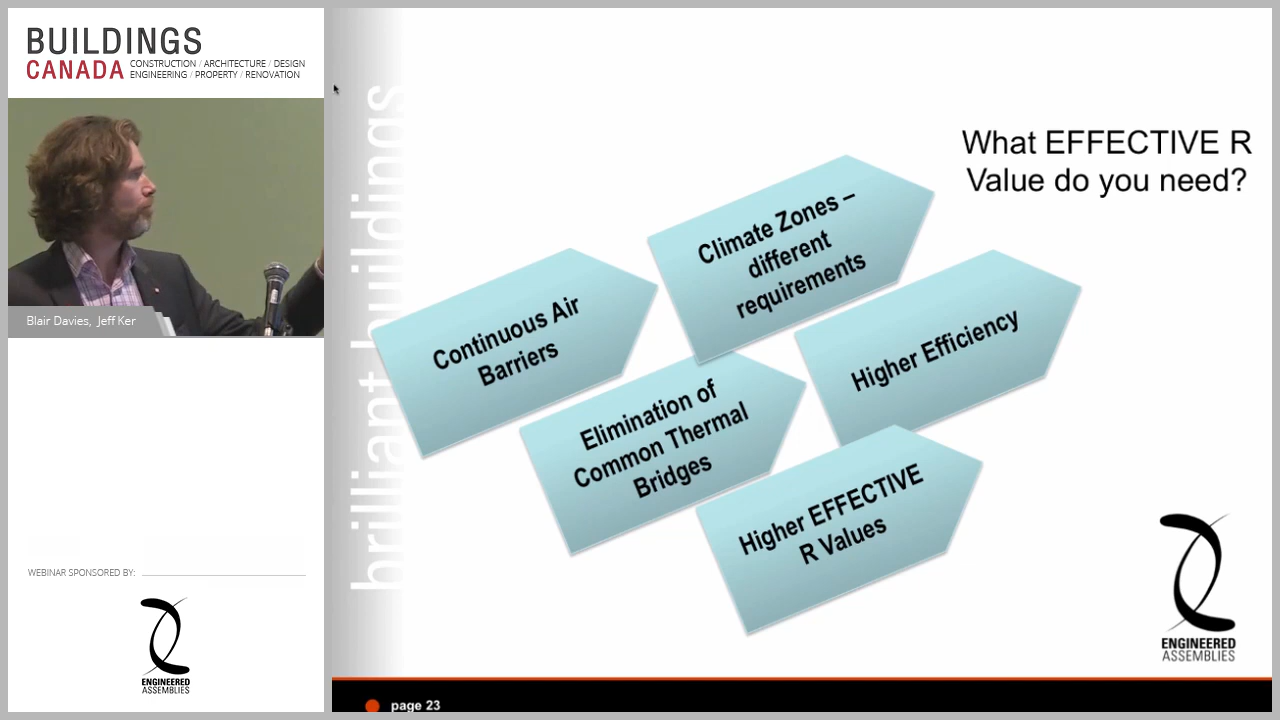 BUILDINGS
CANADA CONSTRUCTION / ARCHITECTURE / DESIGN
ENGINEERING / PROPERTY / RENOVATION
Blair Davies, Jeff Ker
WEBINAR SPONSORED BY:
ENGINEERED
ASSEMBLIES
brilliant buildings
What EFFECTIVE R
Value do you need?
Climate Zones –
different
requirements
Continuous Air
Barriers
Higher Efficiency
Elimination of
Common Thermal
Bridges
Higher EFFECTIVE
R Values
ENGINEERED
ASSEMBLIES
page 23